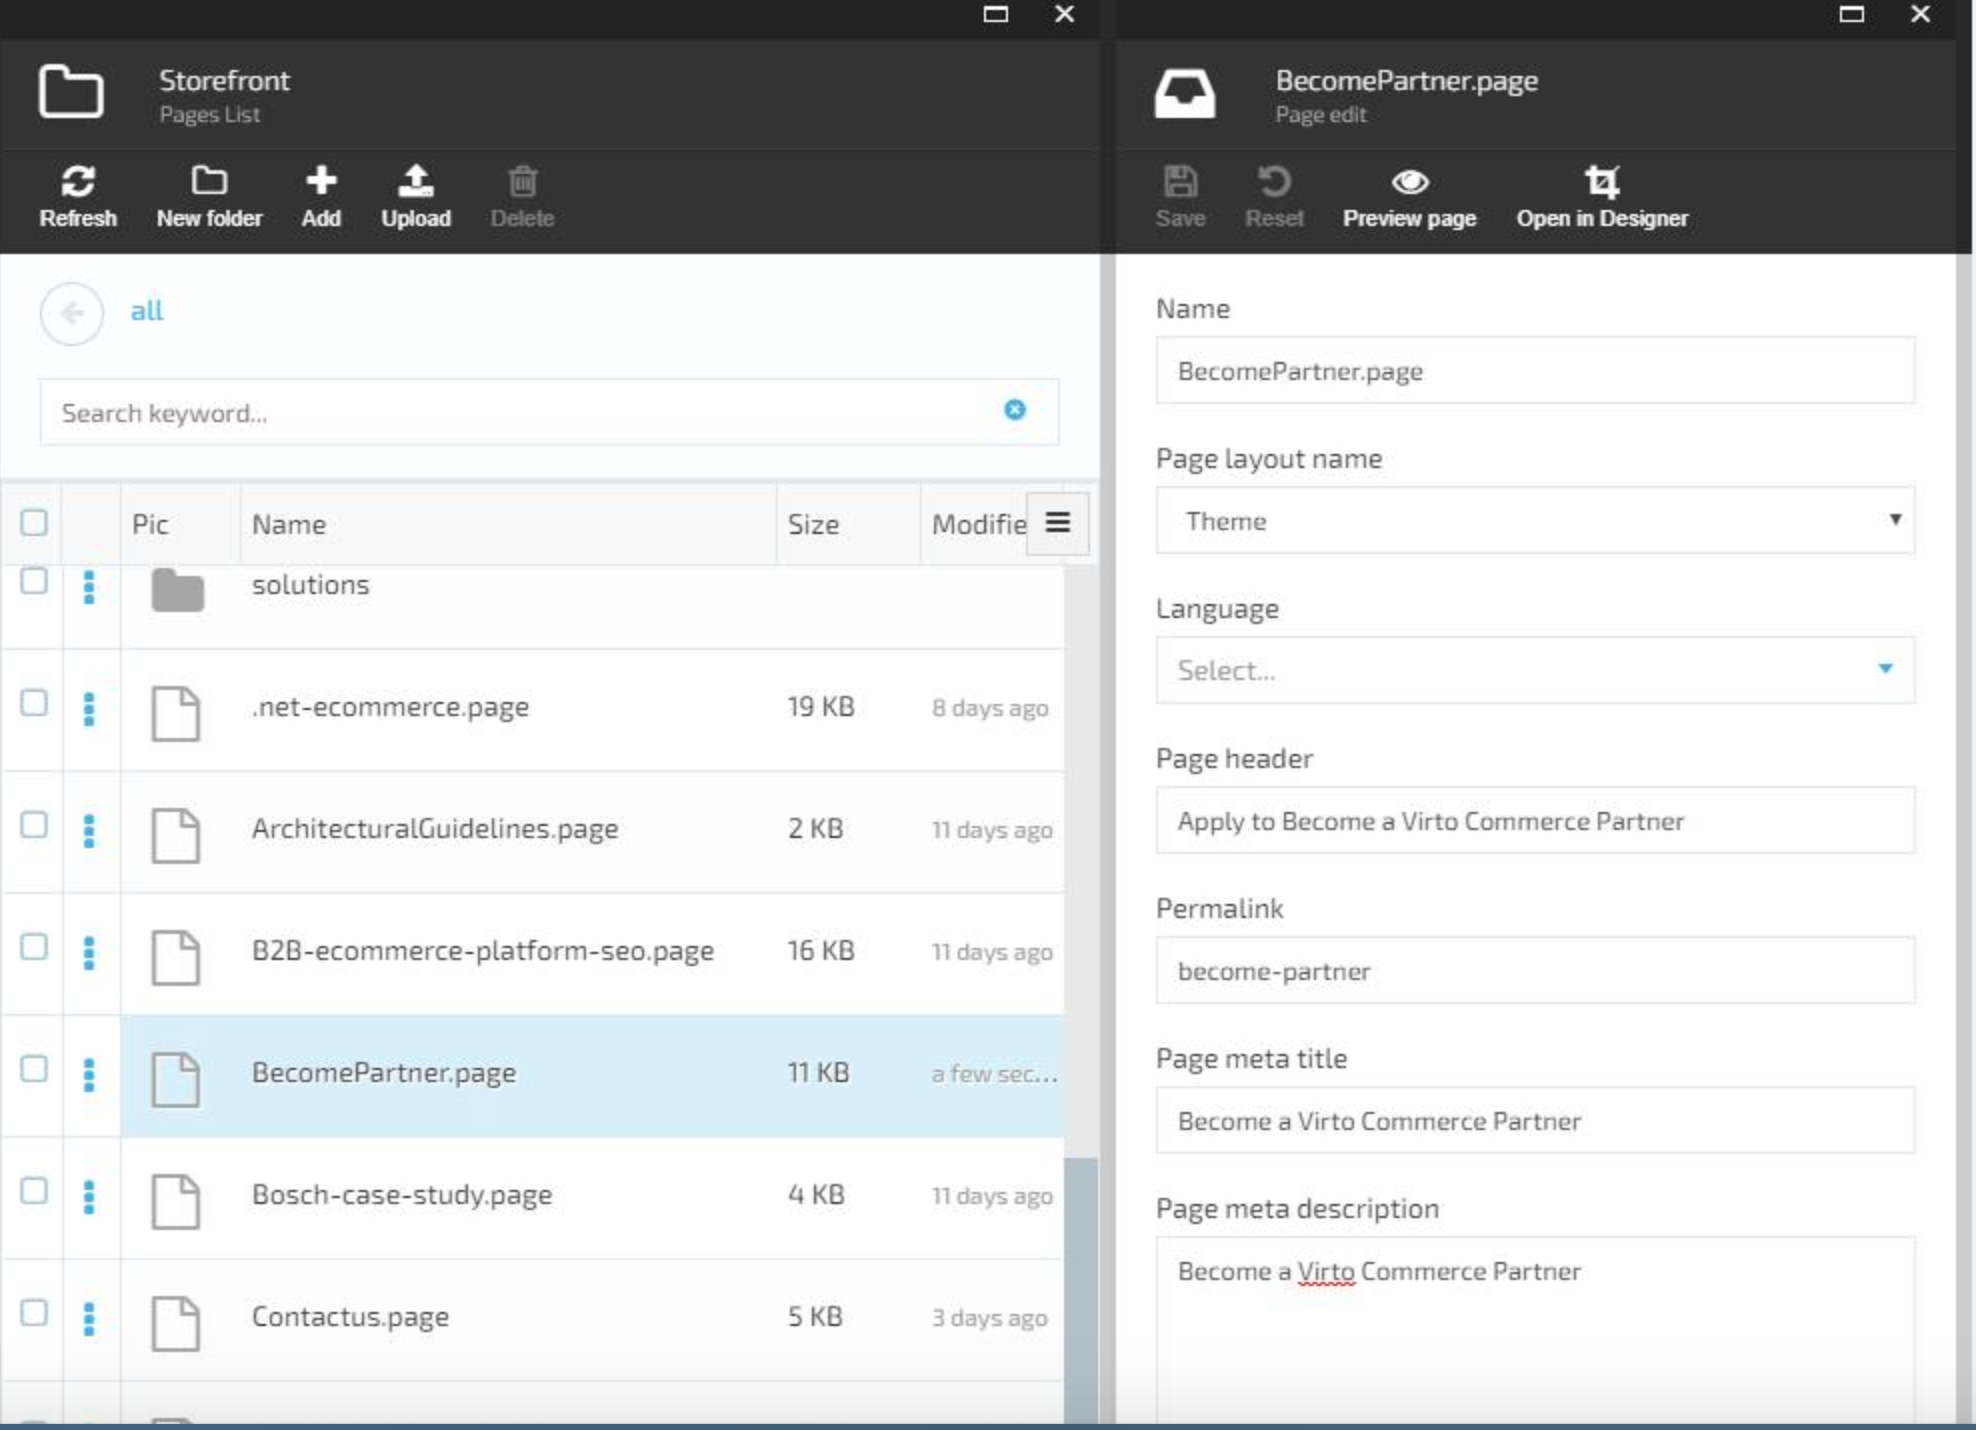 Storefront
Pages List
Refresh
New folder
Add
Upload
Delete
all
Search keyword...
Pic Name Size Modifie
solutions
.net-ecommerce.page 19 KB 8 days ago
ArchitecturalGuidelines.page 2 KB 11 days ago
B2B-ecommerce-platform-seo.page 16 KB 11 days ago
BecomePartner.page 11 KB a few sec...
Bosch-case-study.page 4 KB 11 days ago
Contactus.page 5 KB 3 days ago
BecomePartner.page
Page edit
Save
Reset
Preview page
Open in Designer
Name
BecomePartner.page
Page layout name
Theme
Language
Select...
Page header
Apply to Become a Virto Commerce Partner
Permalink
become-partner
Page meta title
Become a Virto Commerce Partner
Page meta description
Become a Virto Commerce Partner